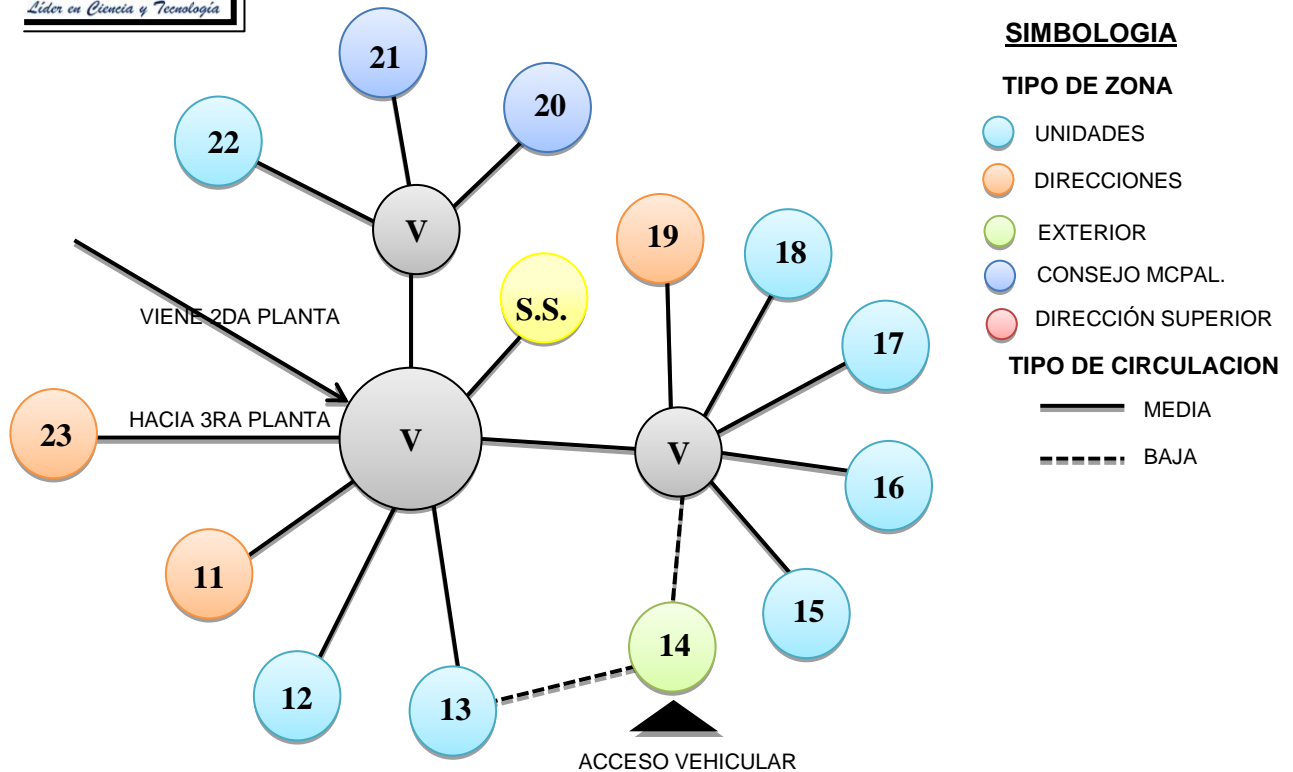 Líder en Ciencia y Tecnología
21
20
22
V
19
18
S.S.
17
VIENE 2DA PLANTA
HACIA 3RA PLANTA
23
V
V
16
11
15
14
12
13
ACCESO VEHICULAR
SIMBOLOGIA
TIPO DE ZONA
UNIDADES
DIRECCIONES
EXTERIOR
CONSEJO MCPAL.
DIRECCIÓN SUPERIOR
TIPO DE CIRCULACION
MEDIA
BAJA